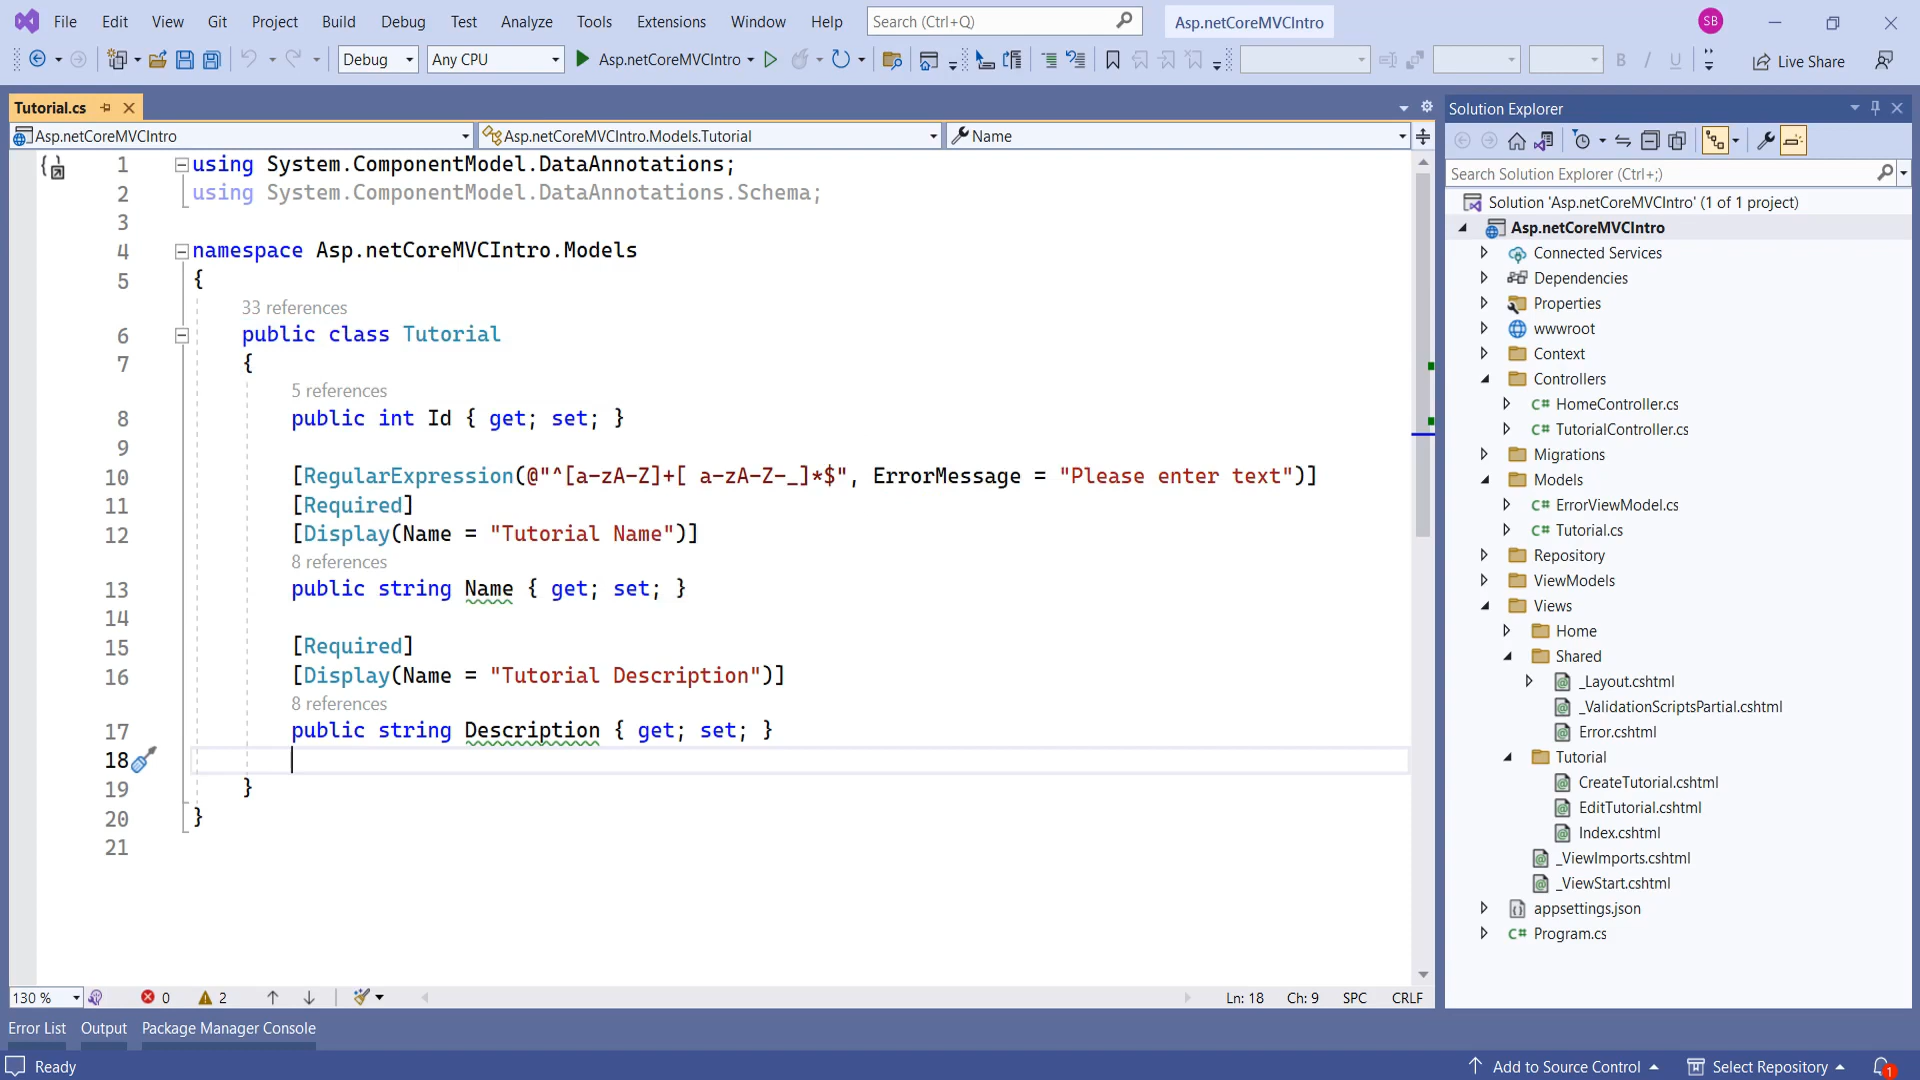 File Edit View Git Project Build Debug Test Analyze Tools Extensions Window Help Search (Ctrl+Q) Asp.netCoreMVCIntro SB
Debug Any CPU Asp.netCoreMVCIntro Live Share
Tutorial.cs
Asp.netCoreMVCIntro Asp.netCoreMVCIntro.Models.Tutorial Name
1 using System.ComponentModel.DataAnnotations;
2 using System.ComponentModel.DataAnnotations.Schema;
3
4 namespace Asp.netCoreMVCIntro.Models
5 {
33 references
6 public class Tutorial
7 {
5 references
8 public int Id { get; set; }
9
10 [RegularExpression(@"^[a-zA-Z]+[ a-zA-Z-_]*$", ErrorMessage = "Please enter text")]
11 [Required]
12 [Display(Name = "Tutorial Name")]
8 references
13 public string Name { get; set; }
14
15 [Required]
16 [Display(Name = "Tutorial Description")]
8 references
17 public string Description { get; set; }
18
19 }
20 }
21
130 % 0 2 Ln: 18 Ch: 9 SPC CRLF
Solution Explorer
Search Solution Explorer (Ctrl+;)
Solution 'Asp.netCoreMVCIntro' (1 of 1 project)
Asp.netCoreMVCIntro
Connected Services
Dependencies
Properties
wwwroot
Context
Controllers
C# HomeController.cs
C# TutorialController.cs
Migrations
Models
C# ErrorViewModel.cs
C# Tutorial.cs
Repository
ViewModels
Views
Home
Shared
_Layout.cshtml
_ValidationScriptsPartial.cshtml
Error.cshtml
Tutorial
CreateTutorial.cshtml
EditTutorial.cshtml
Index.cshtml
_ViewImports.cshtml
_ViewStart.cshtml
appsettings.json
C# Program.cs
Error List Output Package Manager Console
Ready Add to Source Control Select Repository 1